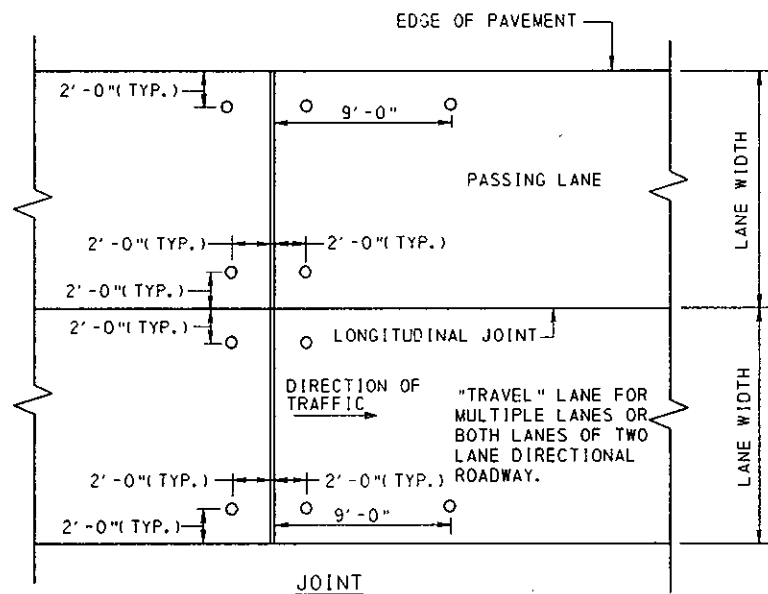 EDGE OF PAVEMENT
2'-0"(TYP.)
9'-0"
PASSING LANE
LANE WIDTH
2'-0"(TYP.)
2'-0"(TYP.)
2'-0"(TYP.)
2'-0"(TYP.)
LONGITUDINAL JOINT
DIRECTION OF
TRAFFIC
"TRAVEL" LANE FOR
MULTIPLE LANES OR
BOTH LANES OF TWO
LANE DIRECTIONAL
ROADWAY.
LANE WIDTH
2'-0"(TYP.)
2'-0"(TYP.)
2'-0"(TYP.)
9'-0"
JOINT